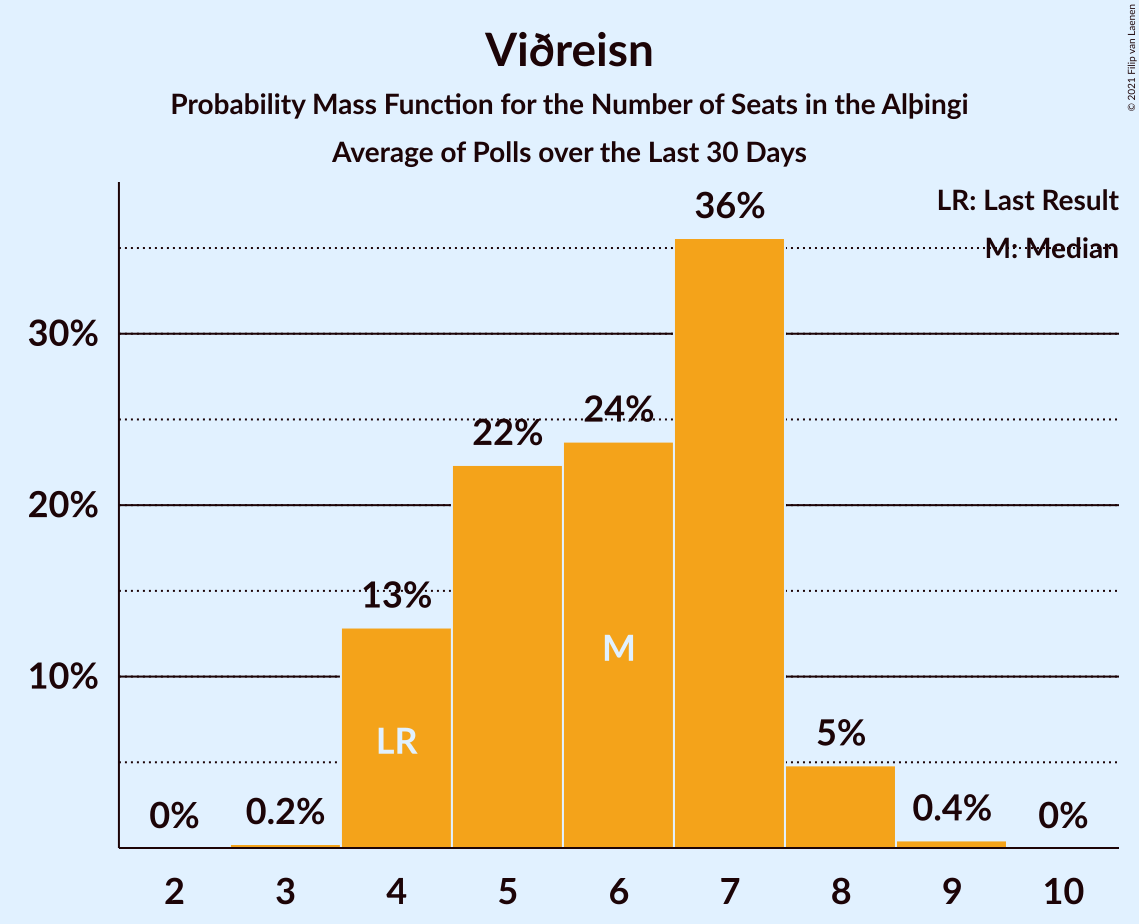 Viðreisn
Probability Mass Function for the Number of Seats in the Alþingi
Average of Polls over the Last 30 Days
© 2021 Filip van Laenen
LR: Last Result
M: Median
36%
30%
24%
22%
20%
13%
10%
M
LR
5%
0%
0.2%
0.4%
0%
2 3 4 5 6 7 8 9 10